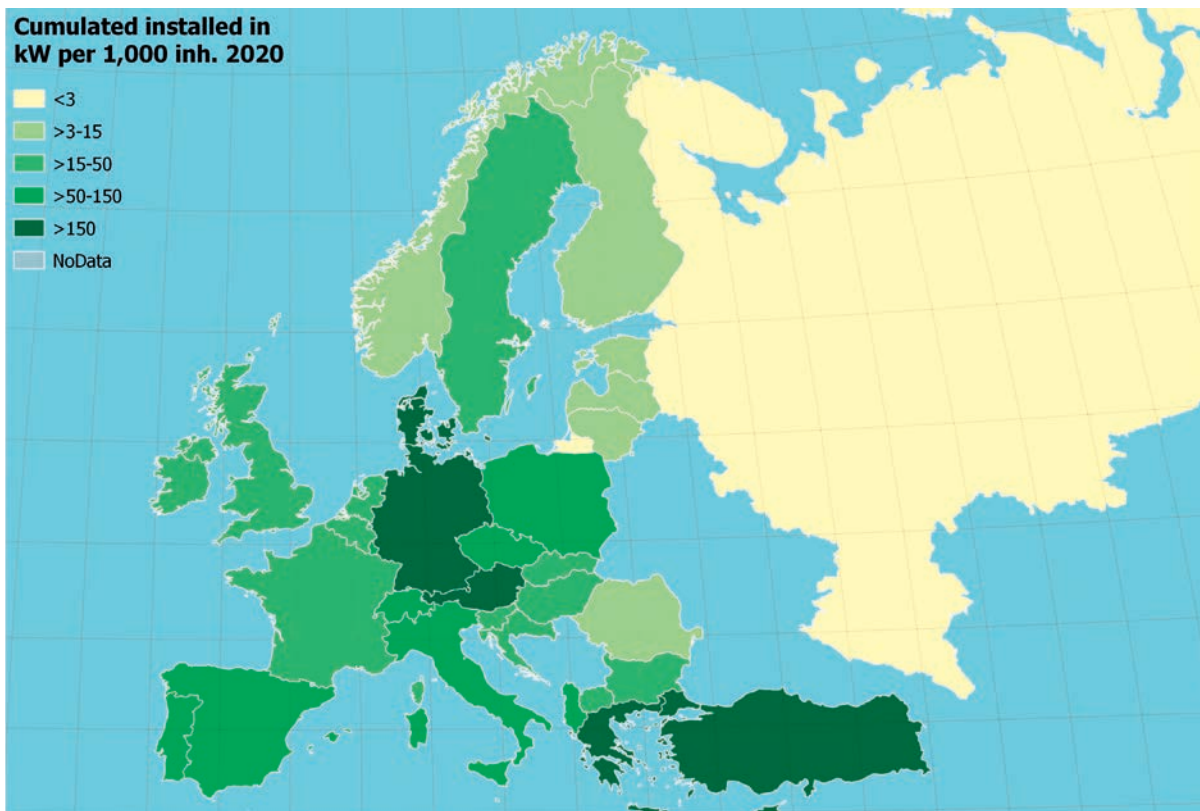 Cumulated installed in
kW per 1,000 inh. 2020
<3
>3-15
>15-50
>50-150
>150
NoData